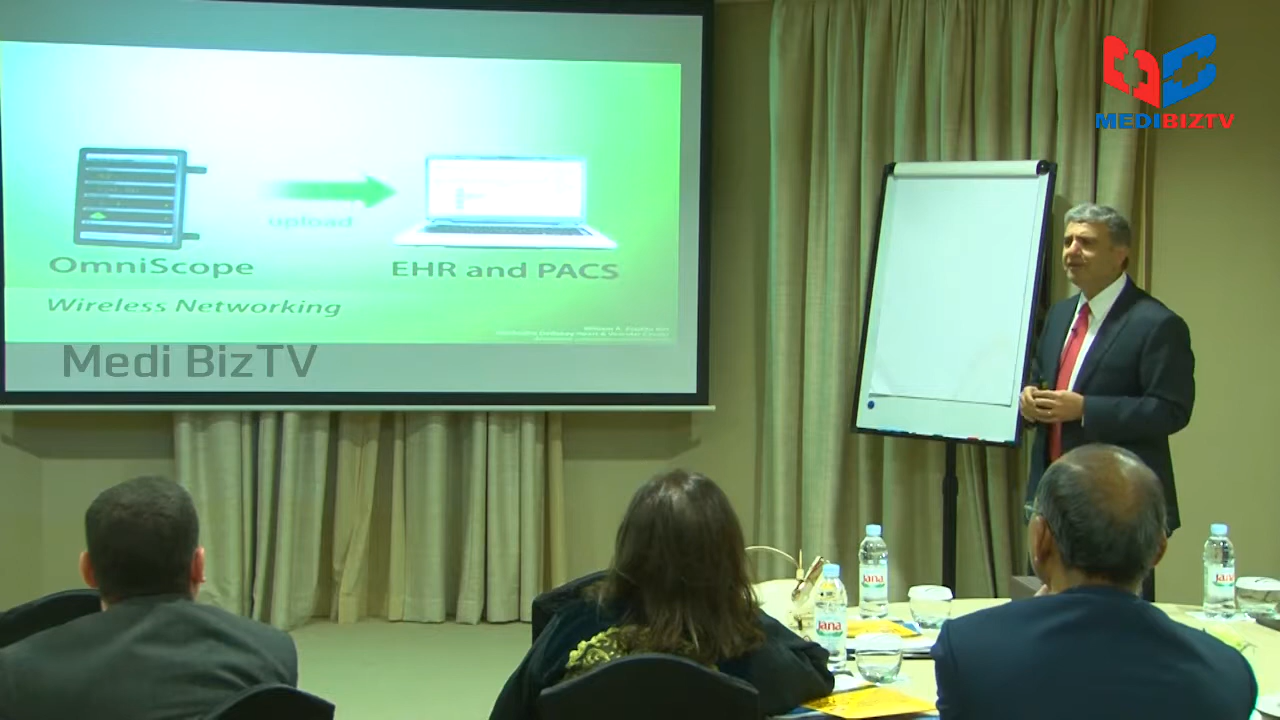 MEDIBIZTV
upload
OmniScope
EHR and PACS
Wireless Networking
Medi BizTV
Jana
Jana
Jana